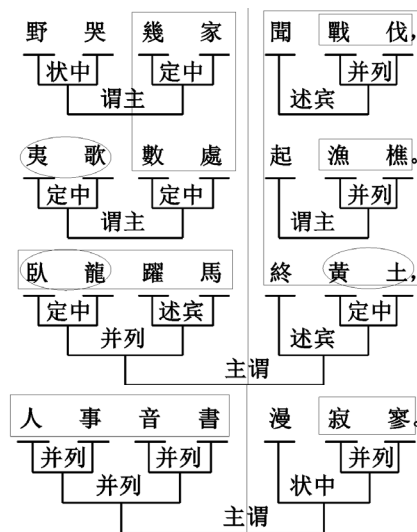 野 哭 幾 家 聞 戰 伐，
状中 定中 并列
谓主 述宾
夷 歌 數 處 起 漁 樵。
定中 定中 并列
谓主 谓主
臥 龍 躍 馬 終 黃 土，
定中 述宾 定中
并列 述宾
主谓
人 事 音 書 漫 寂 寥。
并列 并列 并列
并列 状中
主谓